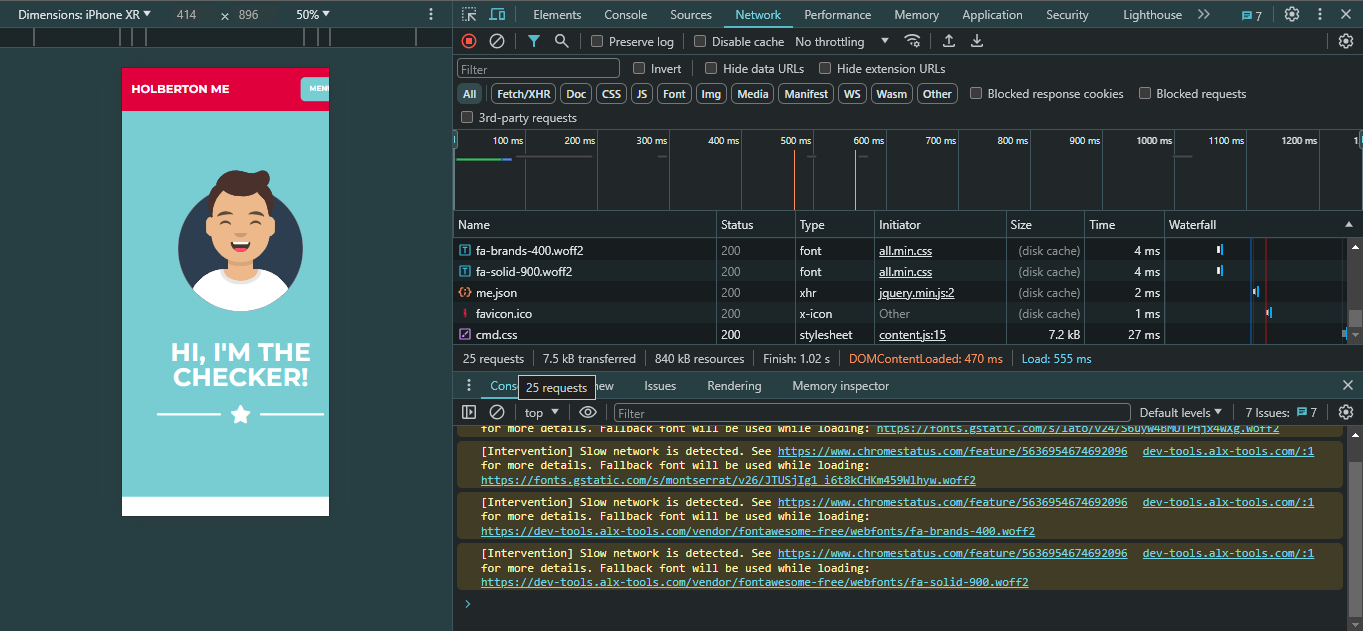 Dimensions: iPhone XR ▼ 414 × 896 50% ▼
HOLBERTON ME
MENU
HI, I'M THE
CHECKER!
Elements Console Sources Network Performance Memory Application Security Lighthouse 7
Preserve log Disable cache No throttling
Filter Invert Hide data URLs Hide extension URLs
All Fetch/XHR Doc CSS JS Font Img Media Manifest WS Wasm Other Blocked response cookies Blocked requests
3rd-party requests
100 ms 200 ms 300 ms 400 ms 500 ms 600 ms 700 ms 800 ms 900 ms 1000 ms 1100 ms 1200 ms 1
Name Status Type Initiator Size Time Waterfall
fa-brands-400.woff2 200 font all.min.css (disk cache) 4 ms
fa-solid-900.woff2 200 font all.min.css (disk cache) 4 ms
me.json 200 xhr jquery.min.js:2 (disk cache) 2 ms
favicon.ico 200 x-icon Other (disk cache) 1 ms
cmd.css 200 stylesheet content.js:15 7.2 kB 27 ms
25 requests 7.5 kB transferred 840 kB resources Finish: 1.02 s DOMContentLoaded: 470 ms Load: 555 ms
Cons 25 requests new Issues Rendering Memory inspector
top ▼ Filter Default levels ▼ 7 Issues: 7
for more details. Fallback font will be used while loading:
[Intervention] Slow network is detected. See https://www.chromestatus.com/feature/5636954674692096 dev-tools.alx-tools.com/:1
for more details. Fallback font will be used while loading:
https://fonts.gstatic.com/s/montserrat/v26/JTUSjIg1_i6t8kCHKm459Wlhyw.woff2
[Intervention] Slow network is detected. See https://www.chromestatus.com/feature/5636954674692096 dev-tools.alx-tools.com/:1
for more details. Fallback font will be used while loading:
https://dev-tools.alx-tools.com/vendor/fontawesome-free/webfonts/fa-brands-400.woff2
[Intervention] Slow network is detected. See https://www.chromestatus.com/feature/5636954674692096 dev-tools.alx-tools.com/:1
for more details. Fallback font will be used while loading:
https://dev-tools.alx-tools.com/vendor/fontawesome-free/webfonts/fa-solid-900.woff2